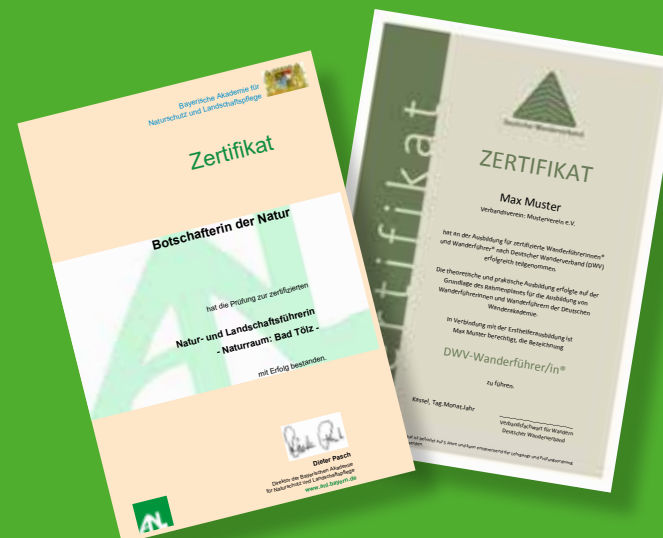 Bayerische Akademie für
Naturschutz und Landschaftspflege
Zertifikat
Botschafterin der Natur
hat die Prüfung zur zertifizierten
Natur- und Landschaftsführerin
- Naturraum: Bad Tölz -
mit Erfolg bestanden.
Dieter Pasch
Direktor der Bayerischen Akademie
für Naturschutz und Landschaftspflege
www.anl.bayern.de
ANL
rtifikat
Deutscher Wanderverband
ZERTIFIKAT
Max Muster
Verbandsverein: Musterverein e.V.
hat an der Ausbildung für zertifizierte Wanderführerinnen®
und Wanderführer® nach Deutscher Wanderverband (DWV)
erfolgreich teilgenommen.
Die theoretische und praktische Ausbildung erfolgte auf der
Grundlage des Rahmenplanes für die Ausbildung von
Wanderführerinnen und Wanderführern der Deutschen
Wanderakademie.
In Verbindung mit der Ersthelferausbildung ist
Max Muster berechtigt, die Bezeichnung
DWV-Wanderführer/in®
zu führen.
Kassel, Tag.Monat.Jahr
Verbandsfachwart für Wandern
Deutscher Wanderverband